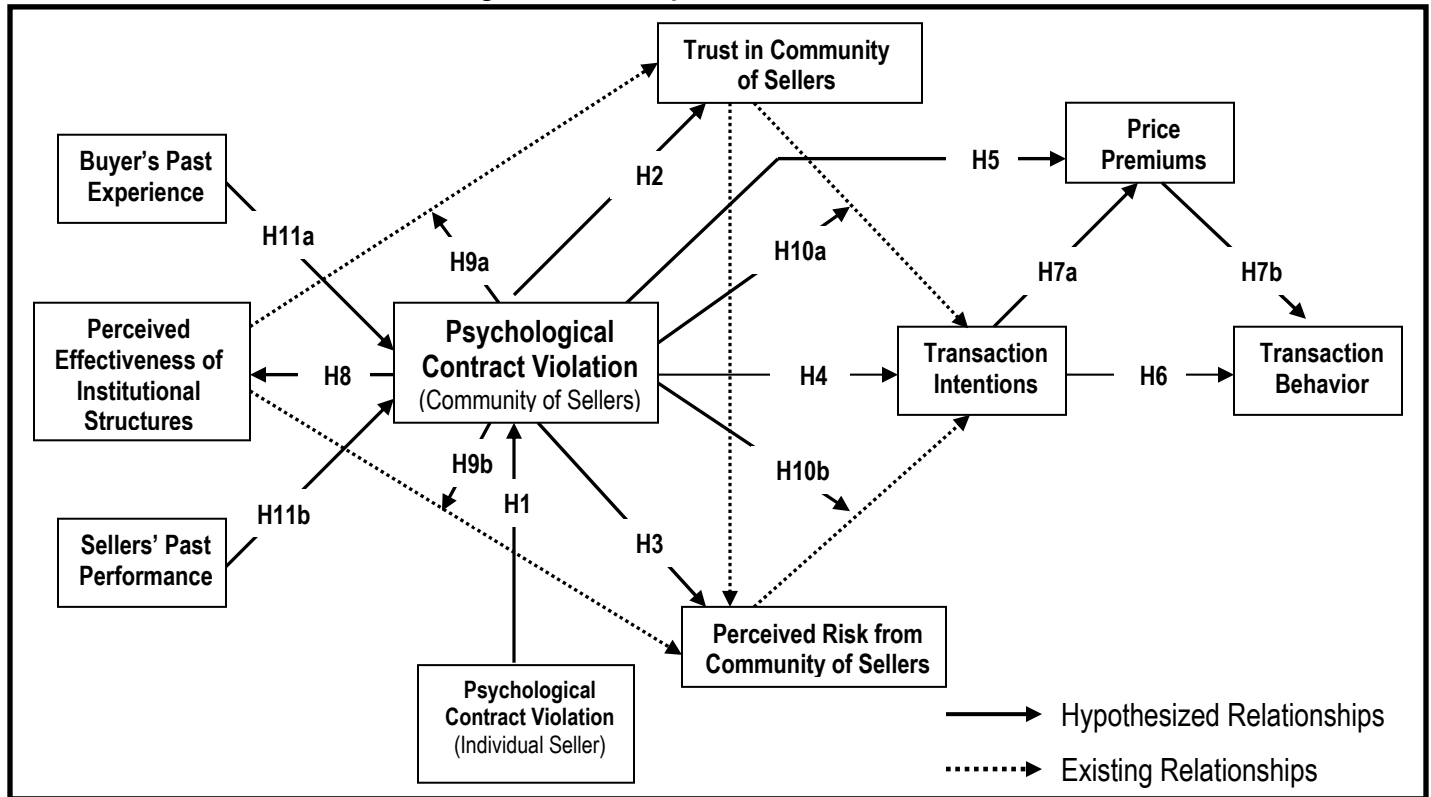 Trust in Community
of Sellers
Buyer's Past
Experience
Price
Premiums
H2
H5
H11a
H9a
H10a
H7a
H7b
Perceived
Effectiveness of
Institutional
Structures
H8
Psychological
Contract Violation
(Community of Sellers)
H4
Transaction
Intentions
H6
Transaction
Behavior
H9b
H10b
H1
H11b
H3
Sellers' Past
Performance
Perceived Risk from
Community of Sellers
Psychological
Contract Violation
(Individual Seller)
Hypothesized Relationships
Existing Relationships